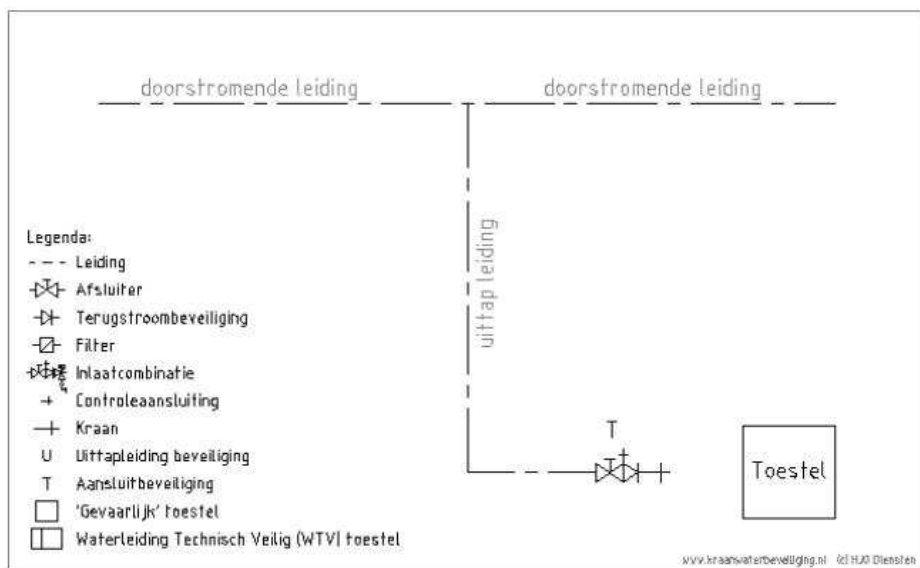 doorstromende leiding
doorstromende leiding
uittap leiding
Legenda:
Leiding
Afsluiter
Terugstroombeveiliging
Filter
Inlaatcombinatie
Controleaansluiting
Kraan
U Uittapleiding beveiliging
T Aansluitbeveiliging
'Gevaarlijk' toestel
Waterleiding Technisch Veilig (WTV) toestel
T
Toestel
www.kraanwaterbeveiliging.nl (c) HJO Diensten